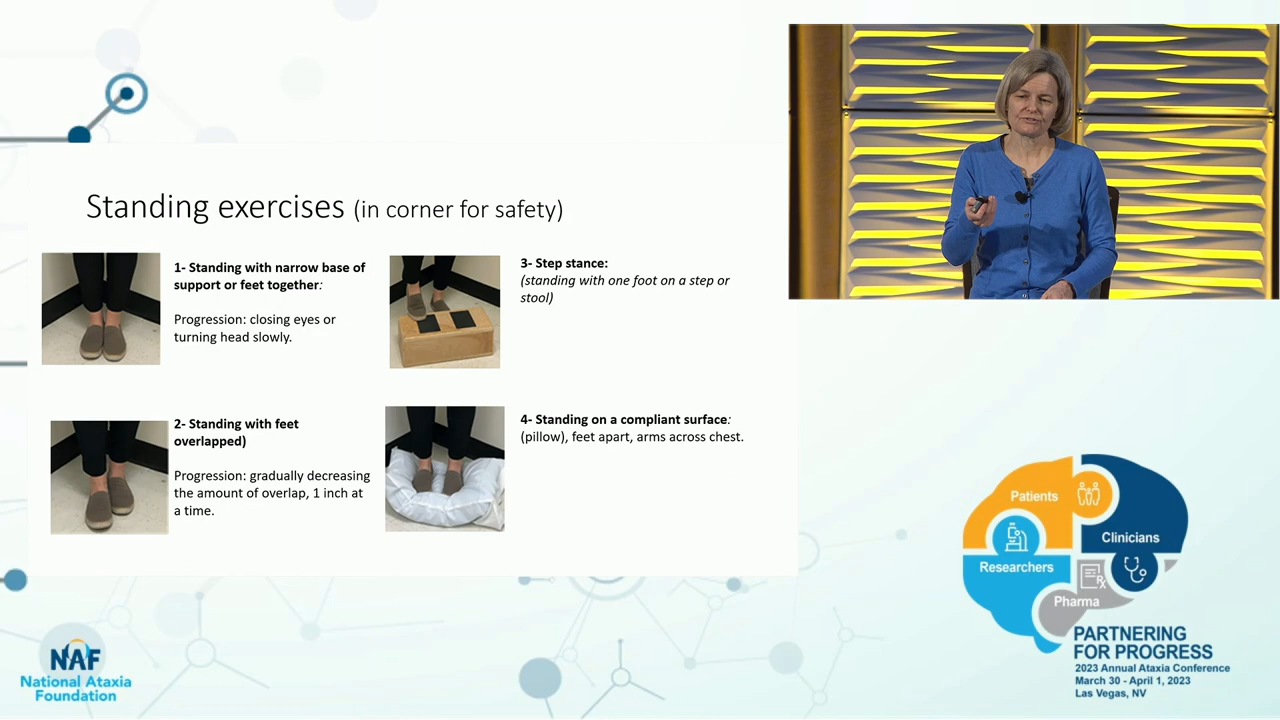 Standing exercises (in corner for safety)
1- Standing with narrow base of
support or feet together:
Progression: closing eyes or
turning head slowly.
2- Standing with feet
overlapped)
Progression: gradually decreasing
the amount of overlap, 1 inch at
a time.
3- Step stance:
(standing with one foot on a step or
stool)
4- Standing on a compliant surface:
(pillow), feet apart, arms across chest.
Patients
Clinicians
Researchers
Rx
Pharma
PARTNERING
FOR PROGRESS
2023 Annual Ataxia Conference
March 30 - April 1, 2023
Las Vegas, NV
NAF
National Ataxia
Foundation